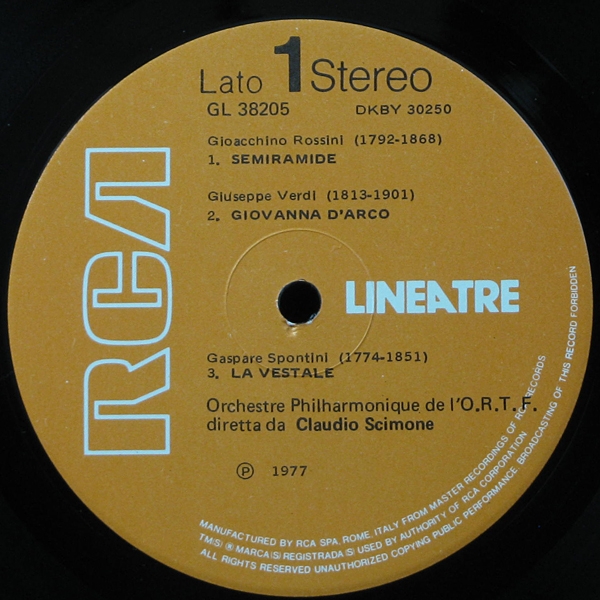 Lato 1 Stereo
GL 38205 DKBY 30250
Gioacchino Rossini (1792-1868)
1. SEMIRAMIDE
Giuseppe Verdi (1813-1901)
2. GIOVANNA D'ARCO
RCA
LINEATRE
Gaspare Spontini (1774-1851)
3. LA VESTALE
Orchestre Philharmonique de l'O.R.T.F.
diretta da Claudio Scimone
℗ 1977
MANUFACTURED BY RCA SPA, ROME, ITALY FROM MASTER RECORDINGS OF RCA RECORDS
TM(S) ® MARCA(S) REGISTRADA(S) USED BY AUTHORITY OF RCA CORPORATION
ALL RIGHTS RESERVED UNAUTHORIZED COPYING PUBLIC PERFORMANCE BROADCASTING OF THIS RECORD FORBIDDEN